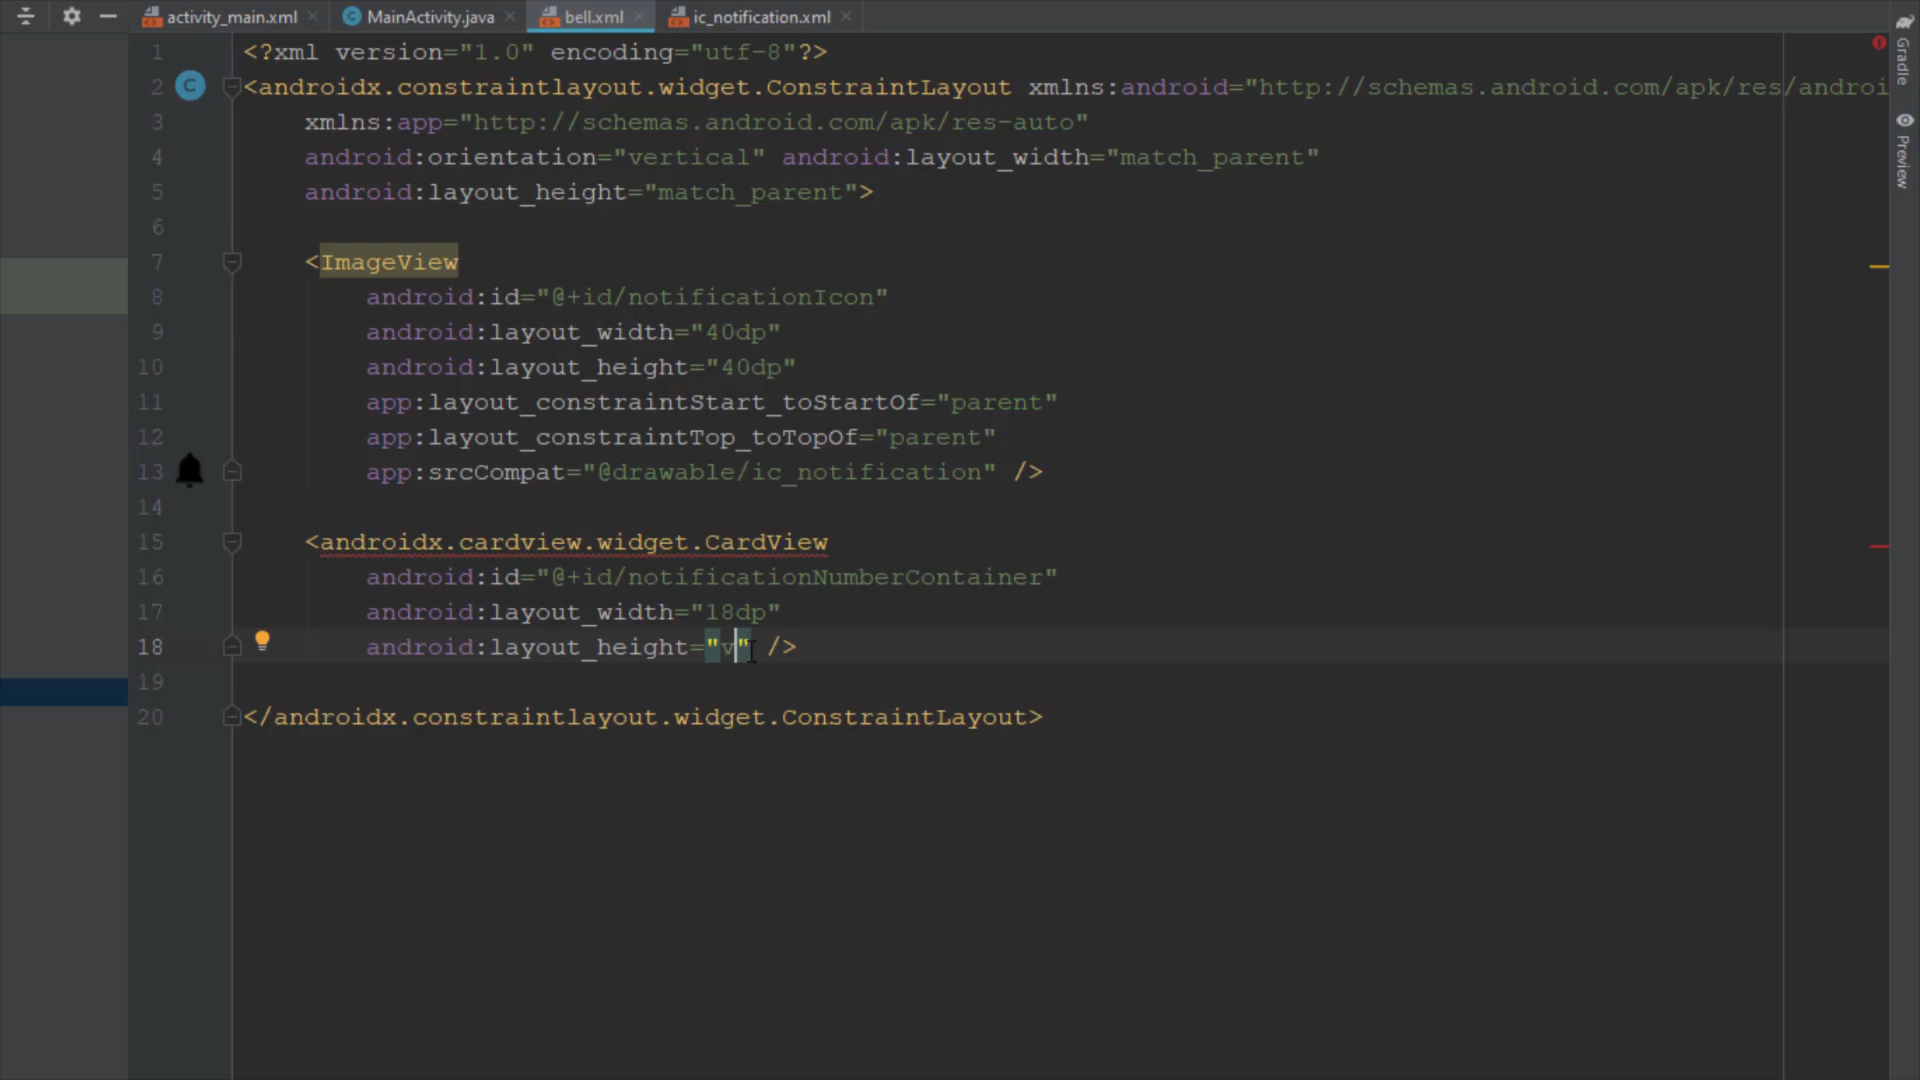 activity_main.xml MainActivity.java bell.xml ic_notification.xml
1 <?xml version="1.0" encoding="utf-8"?>
2 <androidx.constraintlayout.widget.ConstraintLayout xmlns:android="http://schemas.android.com/apk/res/androi
3 xmlns:app="http://schemas.android.com/apk/res-auto"
4 android:orientation="vertical" android:layout_width="match_parent"
5 android:layout_height="match_parent">
6
7 <ImageView
8 android:id="@+id/notificationIcon"
9 android:layout_width="40dp"
10 android:layout_height="40dp"
11 app:layout_constraintStart_toStartOf="parent"
12 app:layout_constraintTop_toTopOf="parent"
13 app:srcCompat="@drawable/ic_notification" />
14
15 <androidx.cardview.widget.CardView
16 android:id="@+id/notificationNumberContainer"
17 android:layout_width="18dp"
18 android:layout_height="v" />
19
20 </androidx.constraintlayout.widget.ConstraintLayout>
C
Gradle
Preview